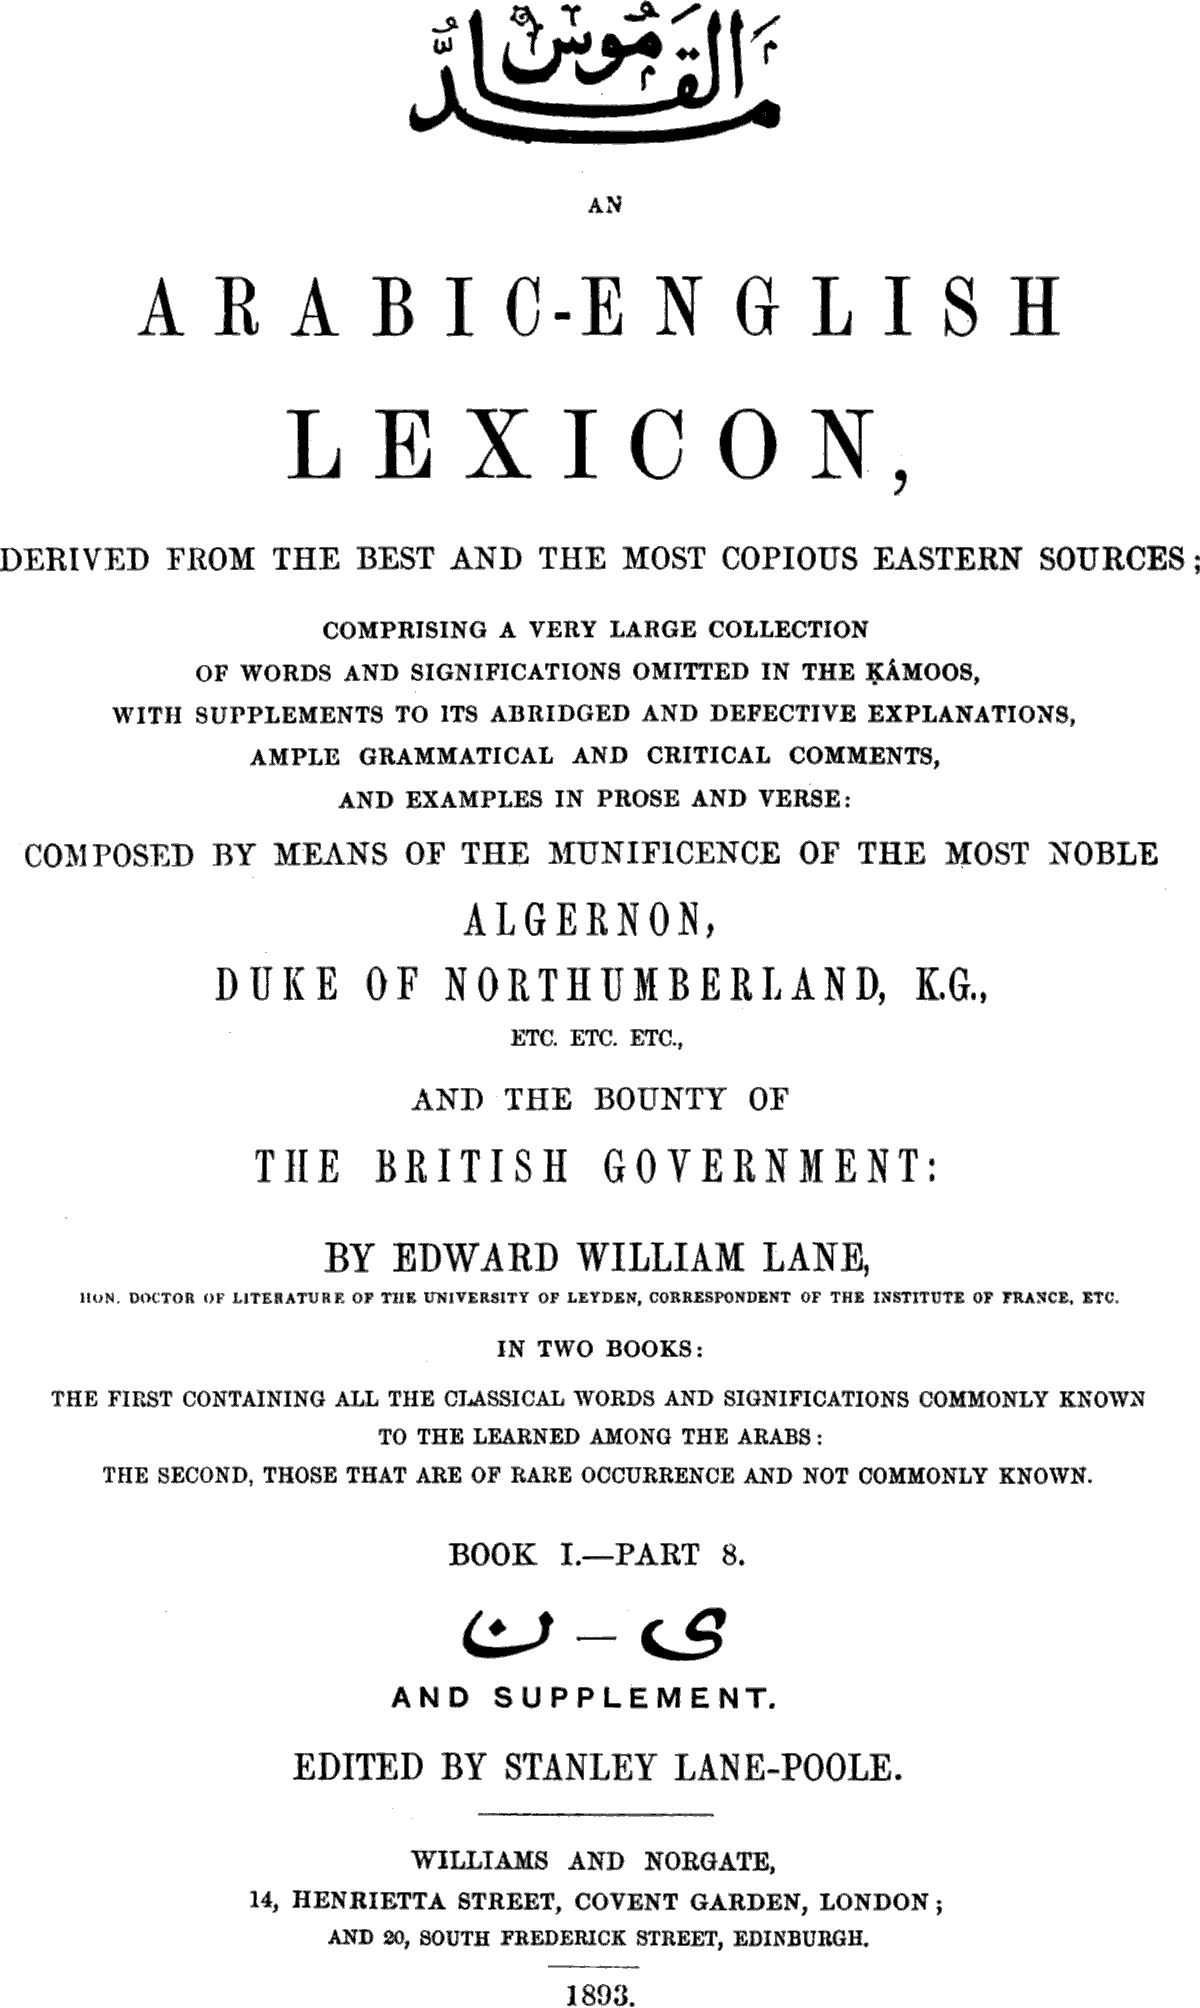 مَدُّ القَامُوس
AN
ARABIC-ENGLISH
LEXICON,
DERIVED FROM THE BEST AND THE MOST COPIOUS EASTERN SOURCES;
COMPRISING A VERY LARGE COLLECTION
OF WORDS AND SIGNIFICATIONS OMITTED IN THE ḲÁMOOS,
WITH SUPPLEMENTS TO ITS ABRIDGED AND DEFECTIVE EXPLANATIONS,
AMPLE GRAMMATICAL AND CRITICAL COMMENTS,
AND EXAMPLES IN PROSE AND VERSE:
COMPOSED BY MEANS OF THE MUNIFICENCE OF THE MOST NOBLE
ALGERNON,
DUKE OF NORTHUMBERLAND, K.G.,
ETC. ETC. ETC.,
AND THE BOUNTY OF
THE BRITISH GOVERNMENT:
BY EDWARD WILLIAM LANE,
HON. DOCTOR OF LITERATURE OF THE UNIVERSITY OF LEYDEN, CORRESPONDENT OF THE INSTITUTE OF FRANCE, ETC.
IN TWO BOOKS:
THE FIRST CONTAINING ALL THE CLASSICAL WORDS AND SIGNIFICATIONS COMMONLY KNOWN
TO THE LEARNED AMONG THE ARABS:
THE SECOND, THOSE THAT ARE OF RARE OCCURRENCE AND NOT COMMONLY KNOWN.
BOOK I.—PART 8.
ن — ى
AND SUPPLEMENT.
EDITED BY STANLEY LANE-POOLE.
WILLIAMS AND NORGATE,
14, HENRIETTA STREET, COVENT GARDEN, LONDON;
AND 20, SOUTH FREDERICK STREET, EDINBURGH.
1893.